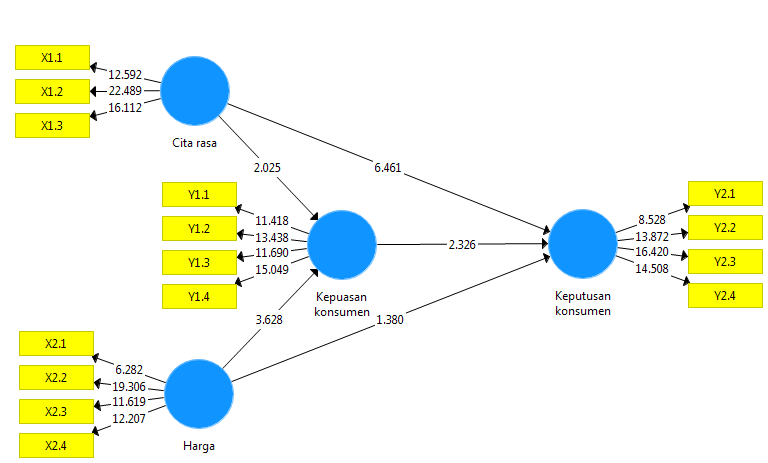 X1.1
12.592
X1.2
22.489
X1.3
16.112
Cita rasa
2.025
6.461
Y1.1
11.418
Y1.2
13.438
Y1.3
11.690
Y1.4
15.049
Kepuasan
konsumen
2.326
Y2.1
8.528
Y2.2
13.872
Y2.3
16.420
Y2.4
14.508
Keputusan
konsumen
3.628
1.380
X2.1
6.282
X2.2
19.306
X2.3
11.619
X2.4
12.207
Harga